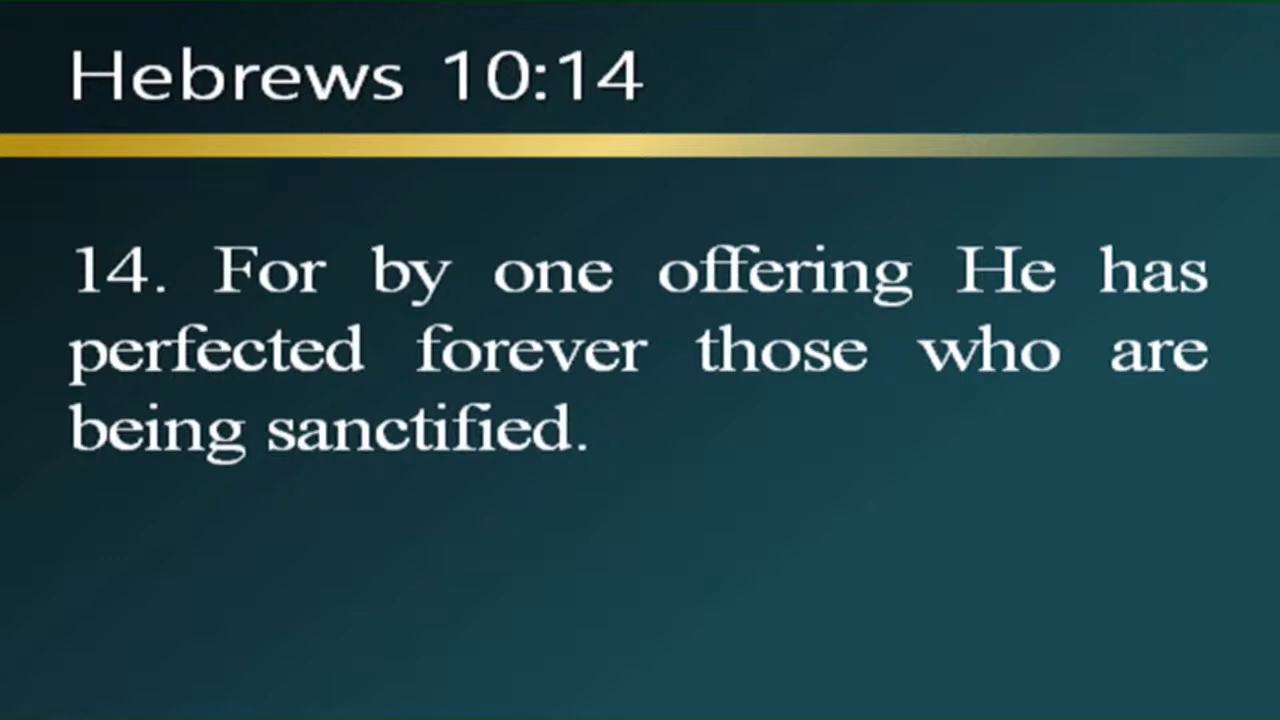 Hebrews 10:14
14. For by one offering He has
perfected forever those who are
being sanctified.